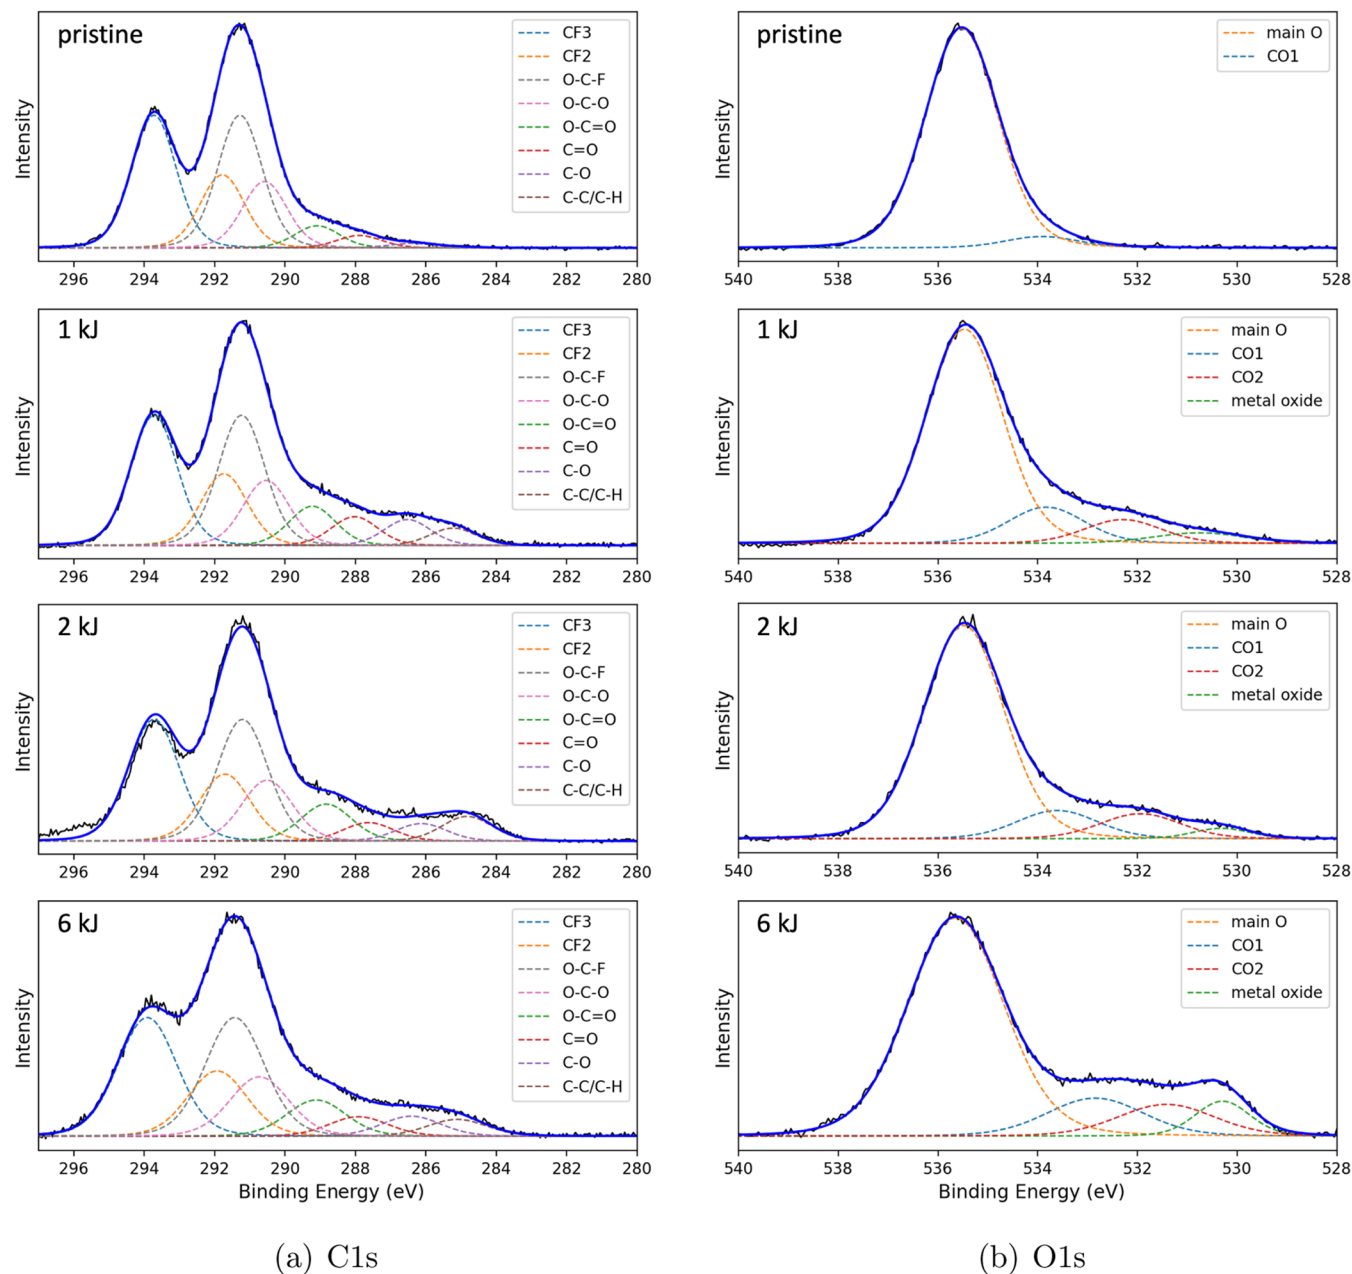 pristine
Intensity
CF3
CF2
O-C-F
O-C-O
O-C=O
C=O
C-O
C-C/C-H
296 294 292 290 288 286 284 282 280
pristine
Intensity
main O
CO1
540 538 536 534 532 530 528
1 kJ
Intensity
CF3
CF2
O-C-F
O-C-O
O-C=O
C=O
C-O
C-C/C-H
296 294 292 290 288 286 284 282 280
1 kJ
Intensity
main O
CO1
CO2
metal oxide
540 538 536 534 532 530 528
2 kJ
Intensity
CF3
CF2
O-C-F
O-C-O
O-C=O
C=O
C-O
C-C/C-H
296 294 292 290 288 286 284 282 280
2 kJ
Intensity
main O
CO1
CO2
metal oxide
540 538 536 534 532 530 528
6 kJ
Intensity
CF3
CF2
O-C-F
O-C-O
O-C=O
C=O
C-O
C-C/C-H
296 294 292 290 288 286 284 282 280
Binding Energy (eV)
6 kJ
Intensity
main O
CO1
CO2
metal oxide
540 538 536 534 532 530 528
Binding Energy (eV)
(a) C1s
(b) O1s